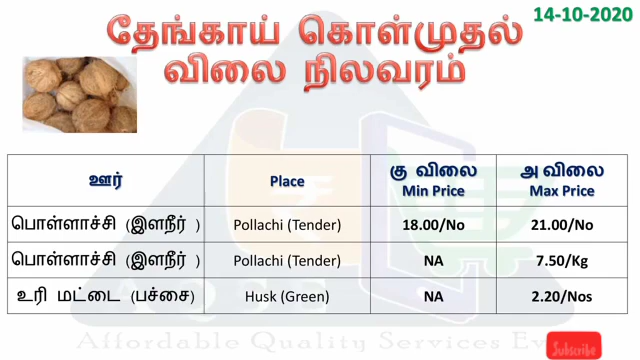 14-10-2020
தேங்காய் கொள்முதல்
விலை நிலவரம்
ஊர் Place கு விலை Min Price அ விலை Max Price
பொள்ளாச்சி (இளநீர் ) Pollachi (Tender) 18.00/No 21.00/No
பொள்ளாச்சி (இளநீர் ) Pollachi (Tender) NA 7.50/Kg
உரி மட்டை (பச்சை) Husk (Green) NA 2.20/Nos
Affordable Quality Services
Subscribe